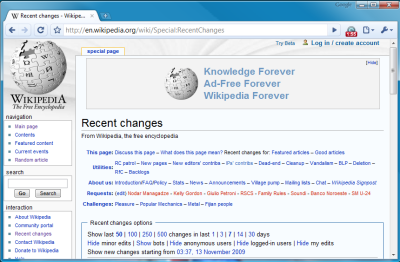 Google
Recent changes - Wikipe...
http://en.wikipedia.org/wiki/Special:RecentChanges
Try Beta
Log in / create account
special page
[Hide]
Knowledge Forever
Ad-Free Forever
Wikipedia Forever
WIKIPEDIA
The Free Encyclopedia
navigation
Main page
Contents
Featured content
Current events
Random article
search
Go
Search
interaction
About Wikipedia
Community portal
Recent changes
Contact Wikipedia
Donate to Wikipedia
Recent changes
From Wikipedia, the free encyclopedia
This page: Discuss this page – What does this page mean? Recent changes for: Featured articles – Good articles.
Utilities: RC patrol – New pages – New editors' contribs – IPs' contribs – Dead-end – Cleanup – Vandalism – BLP – Deletion –
RfC – Backlogs
About us: Introduction/FAQ/Policy – Stats – News – Announcements – Village pump – Mailing lists – Chat – Wikipedia Signpost
Requests: (edit) Nodar Managadze – Kelly Gordon – Giulia Petroni – RSCS – Family Rules – Sound – Banco Noroeste – SM U-24
Challenges: Pleasure – Popular Mechanics – Metal – Fijian people
Recent changes options
Show last 50 | 100 | 250 | 500 changes in last 1 | 3 | 7 | 14 | 30 days
Hide minor edits | Show bots | Hide anonymous users | Hide logged-in users | Hide my edits
Show new changes starting from 03:37, 13 November 2009